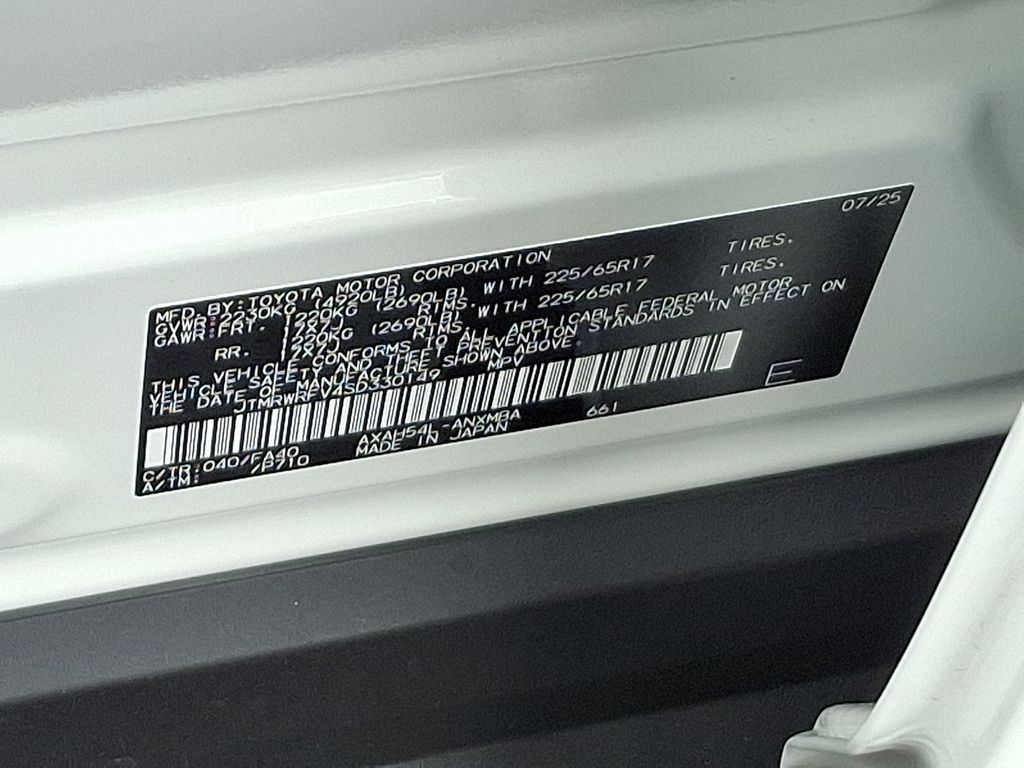 07/25
MFD. BY: TOYOTA MOTOR CORPORATION
GVWR: 2230KG (4920LB)
GAWR: FRT. 1220KG (2690LB) WITH 225/65R17 TIRES.
17X7J RIMS.
RR. 1220KG (2690LB) WITH 225/65R17 TIRES.
17X7J RIMS.
THIS VEHICLE CONFORMS TO ALL APPLICABLE FEDERAL MOTOR
VEHICLE SAFETY AND THEFT PREVENTION STANDARDS IN EFFECT ON
THE DATE OF MANUFACTURE SHOWN ABOVE.
JTMRWRFV4SD330149 MPV
E
C/TR: 040/FA40 AXAH54L-ANXMBA 661
A/TM: /P710 MADE IN JAPAN